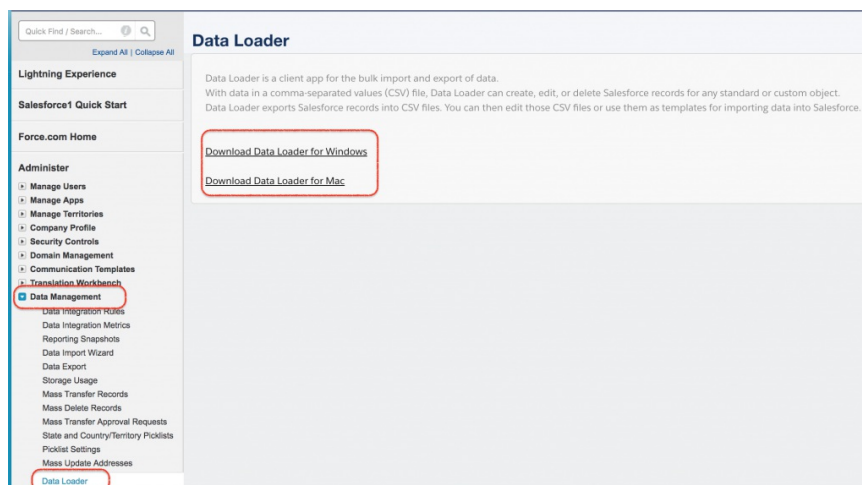 Quick Find / Search...
Expand All | Collapse All
Lightning Experience
Salesforce1 Quick Start
Force.com Home
Administer
Manage Users
Manage Apps
Manage Territories
Company Profile
Security Controls
Domain Management
Communication Templates
Translation Workbench
Data Management
Data Integration Rules
Data Integration Metrics
Reporting Snapshots
Data Import Wizard
Data Export
Storage Usage
Mass Transfer Records
Mass Delete Records
Mass Transfer Approval Requests
State and Country/Territory Picklists
Picklist Settings
Mass Update Addresses
Data Loader
Data Loader
Data Loader is a client app for the bulk import and export of data.
With data in a comma-separated values (CSV) file, Data Loader can create, edit, or delete Salesforce records for any standard or custom object.
Data Loader exports Salesforce records into CSV files. You can then edit those CSV files or use them as templates for importing data into Salesforce.
Download Data Loader for Windows
Download Data Loader for Mac